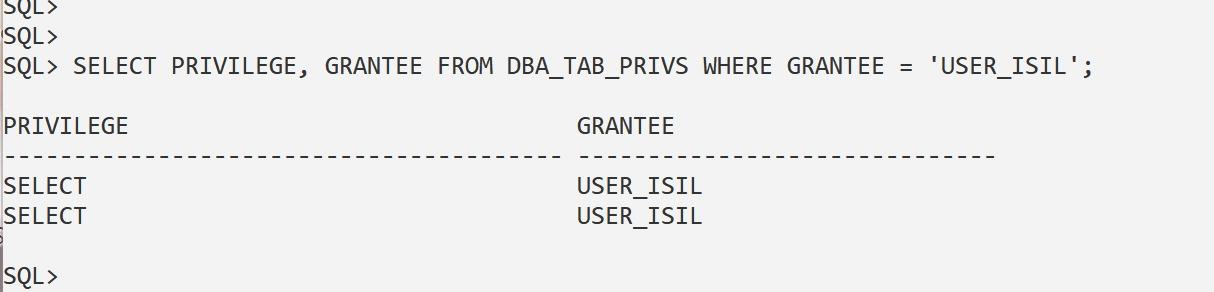 SQL>
SQL>
SQL> SELECT PRIVILEGE, GRANTEE FROM DBA_TAB_PRIVS WHERE GRANTEE = 'USER_ISIL';
PRIVILEGE GRANTEE
---------------------------------------- ------------------------------
SELECT USER_ISIL
SELECT USER_ISIL
SQL>